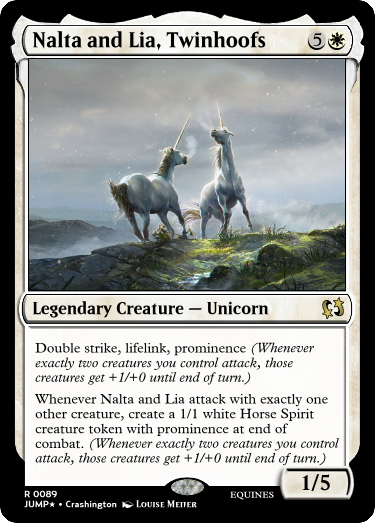 Nalta and Lia, Twinhoofs 5
Legendary Creature — Unicorn
Double strike, lifelink, prominence (Whenever
exactly two creatures you control attack, those
creatures get +1/+0 until end of turn.)
Whenever Nalta and Lia attack with exactly one
other creature, create a 1/1 white Horse Spirit
creature token with prominence at end of
combat. (Whenever exactly two creatures you control
attack, those creatures get +1/+0 until end of turn.)
1/5
R 0089
JUMP★ • Crashington Louise Meijer
EQUINES